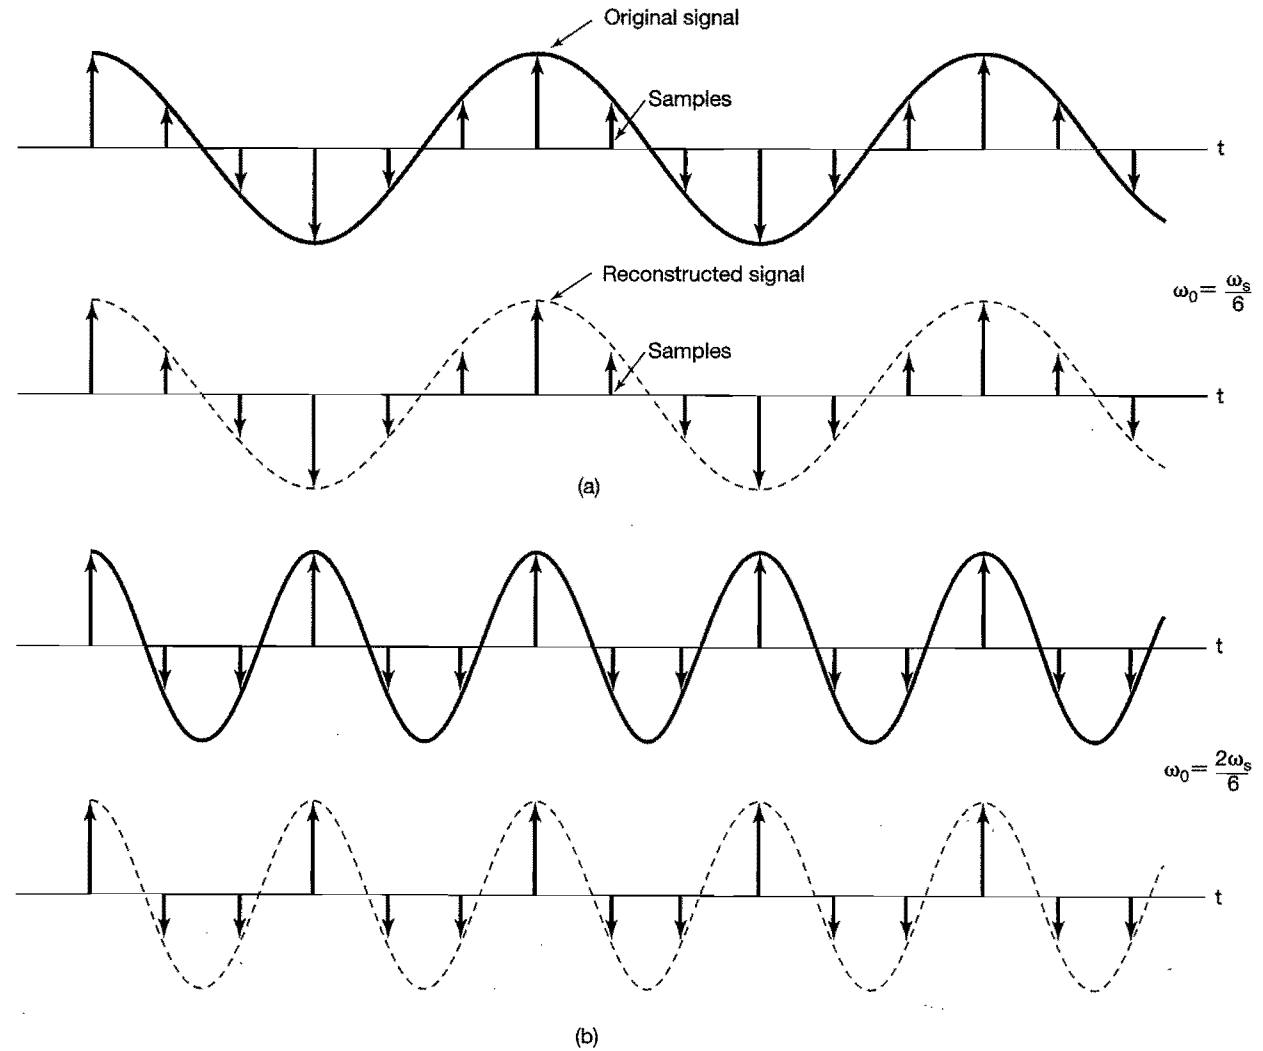 Original signal
Samples
t
Reconstructed signal
ω0 = ωs/6
Samples
t
(a)
t
ω0 = 2ωs/6
t
(b)